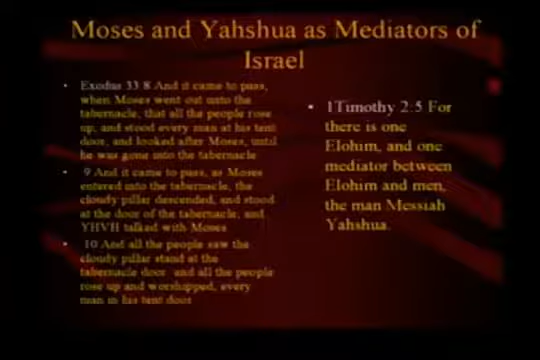 Moses and Yahshua as Mediators of
Israel
• Exodus 33 8 And it came to pass,
when Moses went out unto the
tabernacle, that all the people rose
up, and stood every man at his tent
door, and looked after Moses, until
he was gone into the tabernacle
• 9 And it came to pass, as Moses
entered into the tabernacle, the
cloudy pillar descended, and stood
at the door of the tabernacle, and
YHVH talked with Moses
• 10 And all the people saw the
cloudy pillar stand at the
tabernacle door and all the people
rose up and worshipped, every
man in his tent door
• 1Timothy 2:5 For
there is one
Elohim, and one
mediator between
Elohim and men,
the man Messiah
Yahshua.